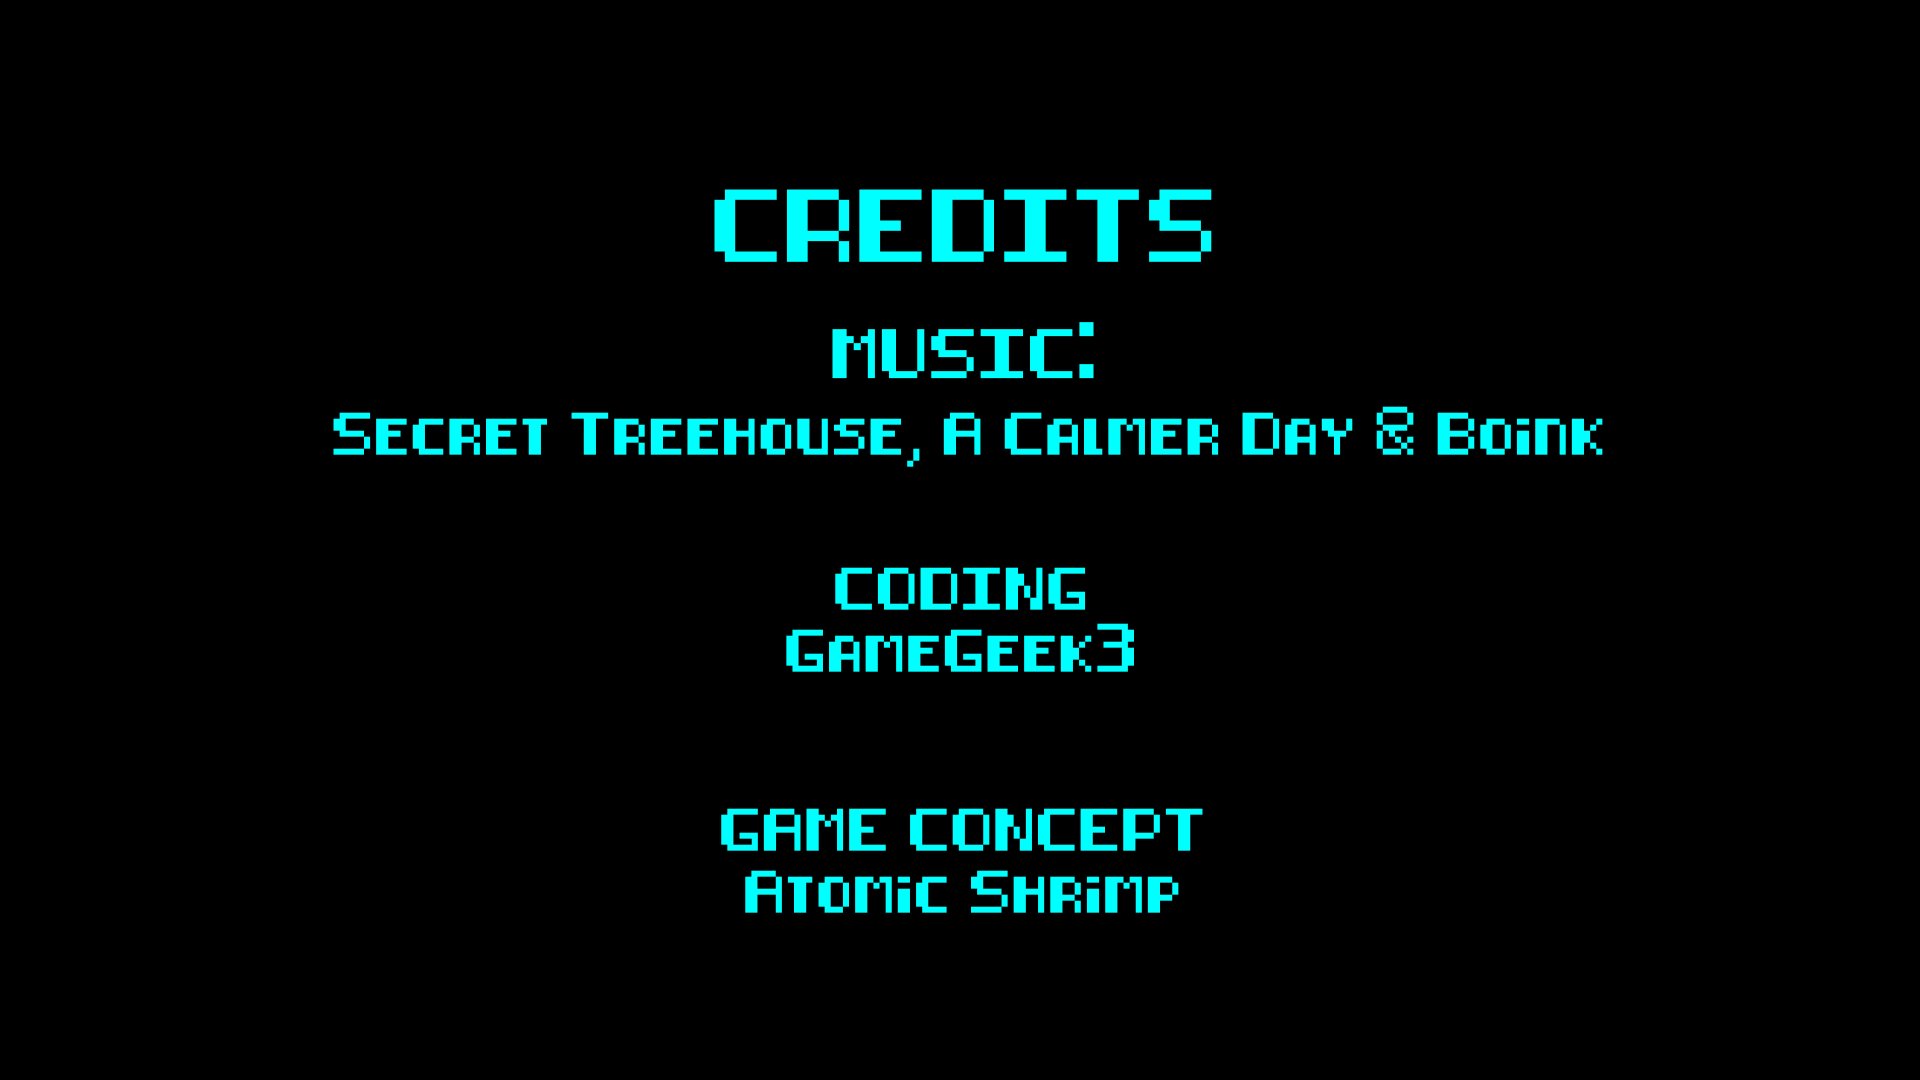 CREDITS
MUSIC:
Secret Treehouse, A Calmer Day & Boink
CODING
GameGeek3
GAME CONCEPT
Atomic Shrimp